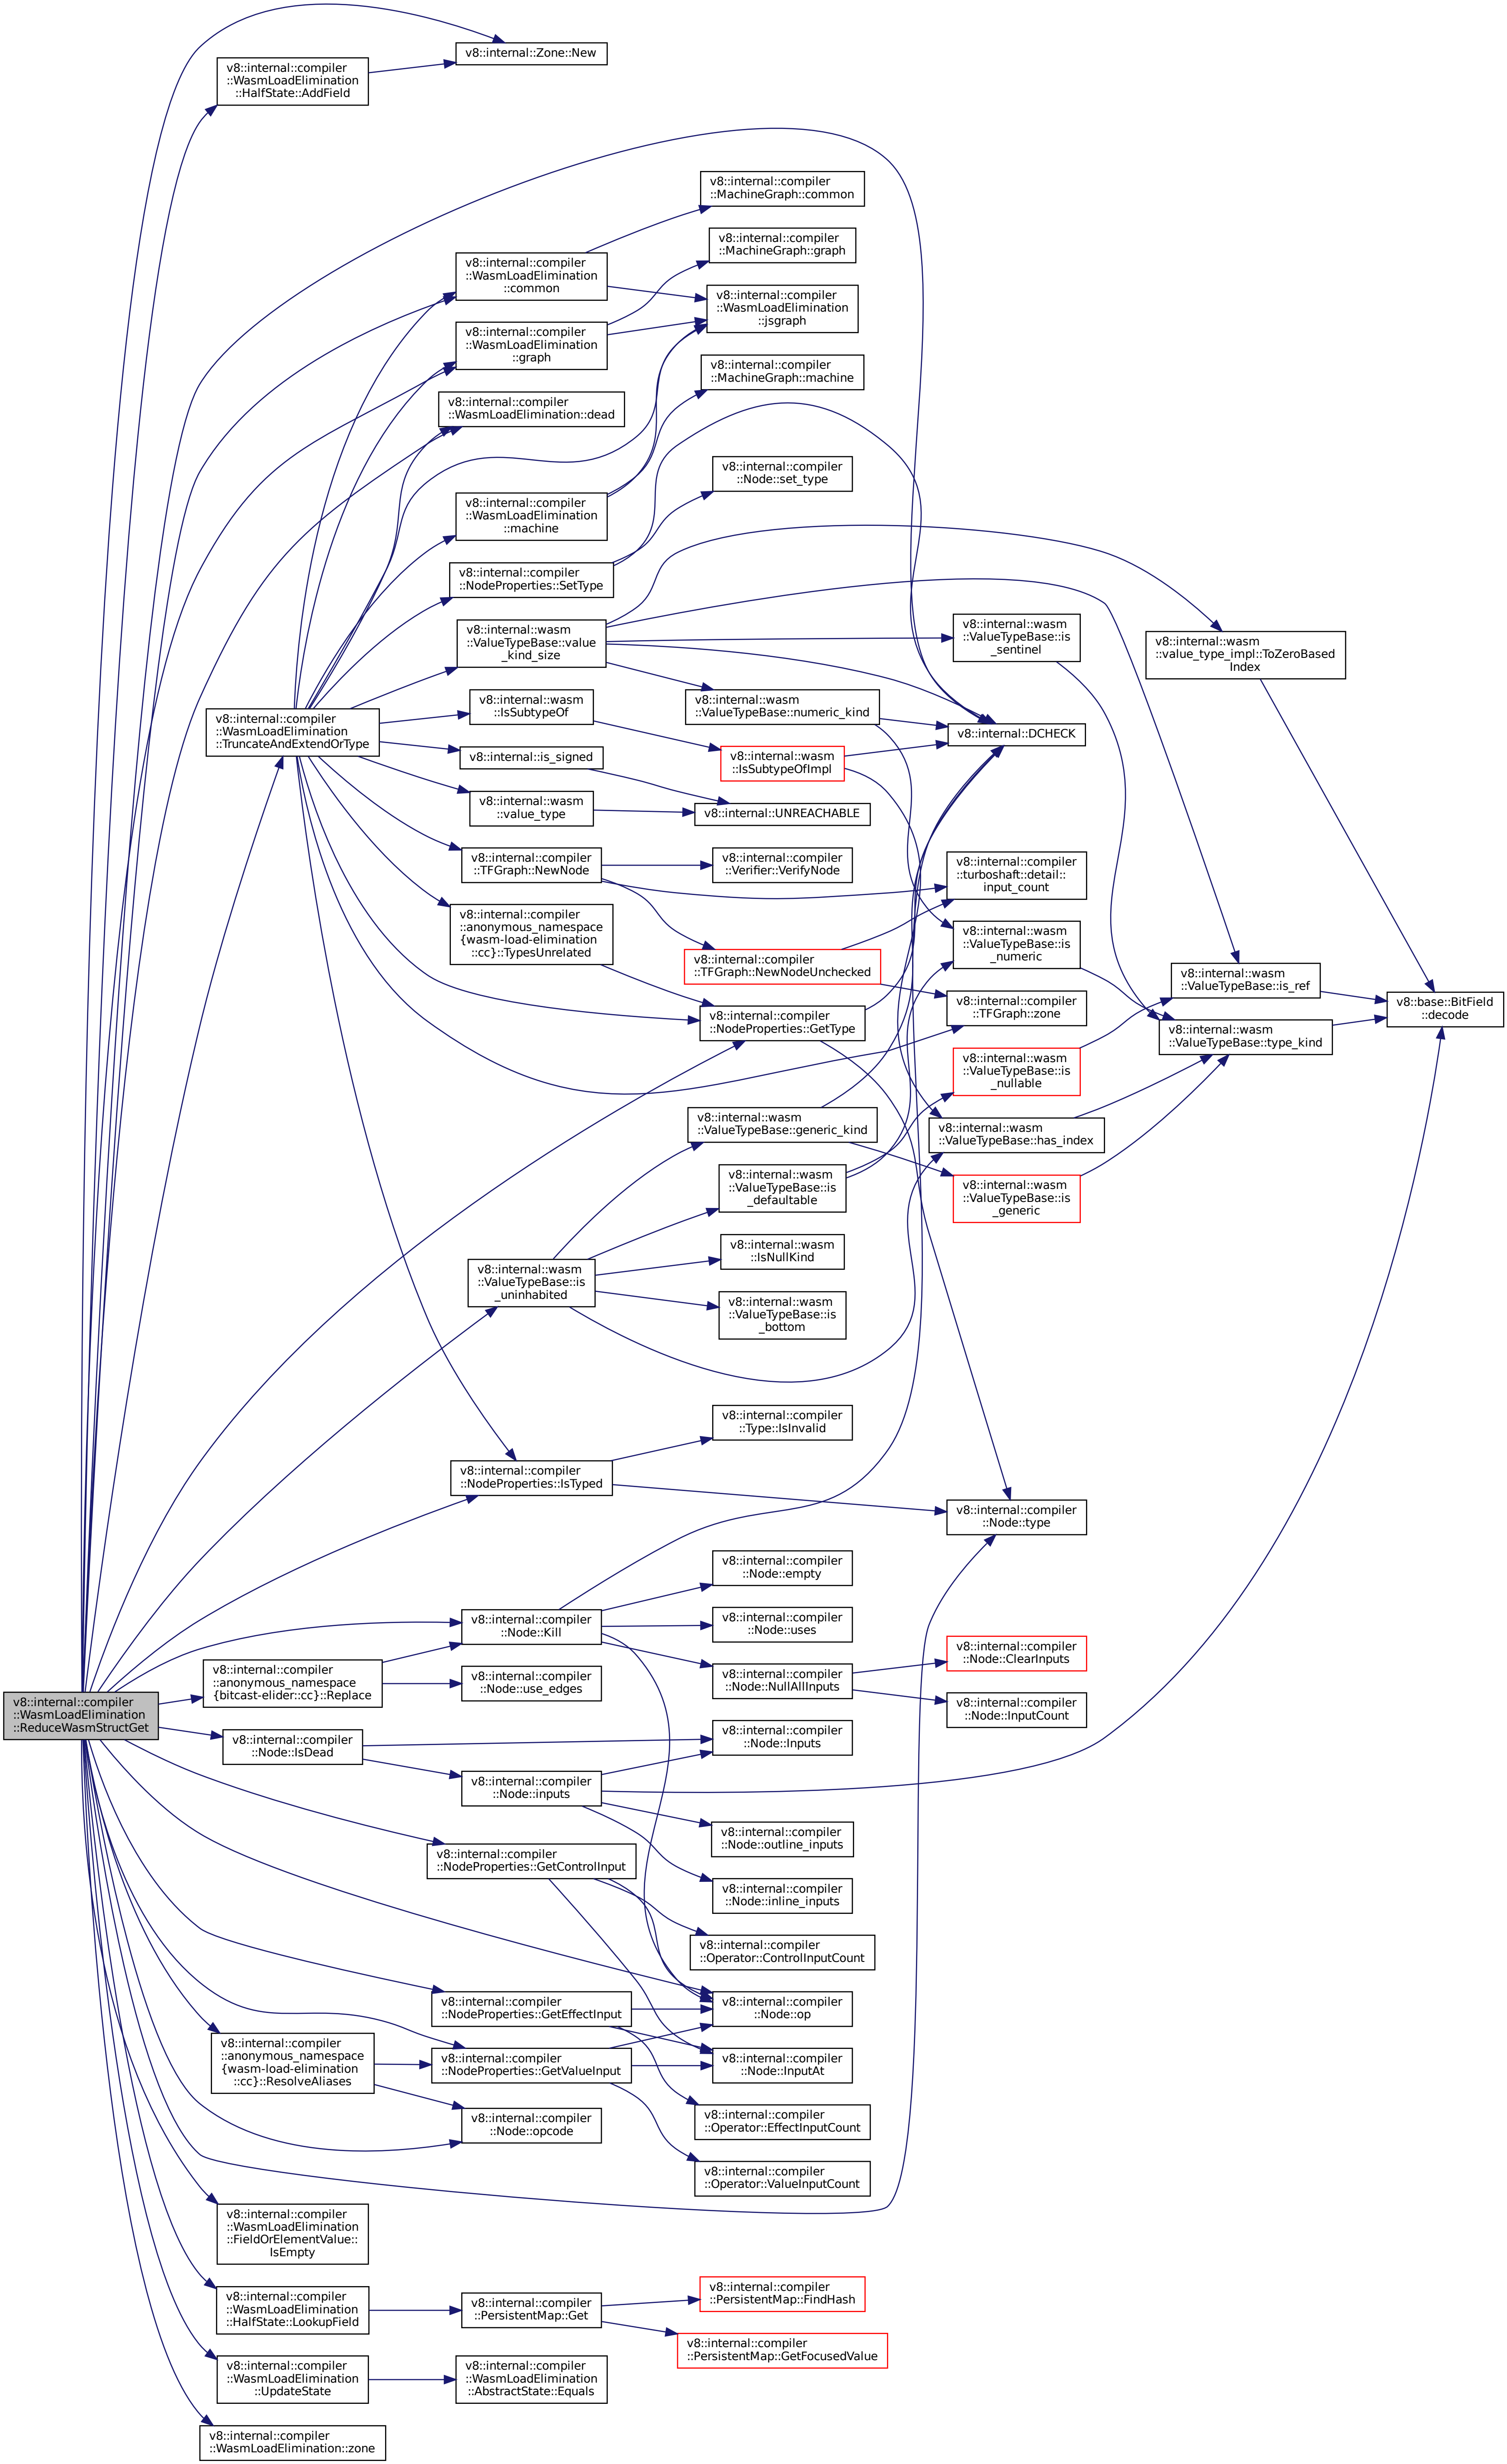 v8::internal::Zone::New
v8::internal::compiler
::WasmLoadElimination
::HalfState::AddField
v8::internal::compiler
::MachineGraph::common
v8::internal::compiler
::MachineGraph::graph
v8::internal::compiler
::WasmLoadElimination
::common
v8::internal::compiler
::WasmLoadElimination
::jsgraph
v8::internal::compiler
::WasmLoadElimination
::graph
v8::internal::compiler
::MachineGraph::machine
v8::internal::compiler
::WasmLoadElimination::dead
v8::internal::compiler
::Node::set_type
v8::internal::compiler
::WasmLoadElimination
::machine
v8::internal::compiler
::NodeProperties::SetType
v8::internal::wasm
::ValueTypeBase::value
_kind_size
v8::internal::wasm
::ValueTypeBase::is
_sentinel
v8::internal::wasm
::value_type_impl::ToZeroBased
Index
v8::internal::compiler
::WasmLoadElimination
::TruncateAndExtendOrType
v8::internal::wasm
::IsSubtypeOf
v8::internal::wasm
::ValueTypeBase::numeric_kind
v8::internal::DCHECK
v8::internal::is_signed
v8::internal::wasm
::IsSubtypeOfImpl
v8::internal::wasm
::value_type
v8::internal::UNREACHABLE
v8::internal::compiler
::TFGraph::NewNode
v8::internal::compiler
::Verifier::VerifyNode
v8::internal::compiler
::turboshaft::detail::
input_count
v8::internal::compiler
::anonymous_namespace
{wasm-load-elimination
::cc}::TypesUnrelated
v8::internal::compiler
::TFGraph::NewNodeUnchecked
v8::internal::wasm
::ValueTypeBase::is
_numeric
v8::internal::wasm
::ValueTypeBase::is_ref
v8::base::BitField
::decode
v8::internal::compiler
::NodeProperties::GetType
v8::internal::compiler
::TFGraph::zone
v8::internal::wasm
::ValueTypeBase::type_kind
v8::internal::wasm
::ValueTypeBase::is
_nullable
v8::internal::wasm
::ValueTypeBase::generic_kind
v8::internal::wasm
::ValueTypeBase::has_index
v8::internal::wasm
::ValueTypeBase::is
_defaultable
v8::internal::wasm
::ValueTypeBase::is
_generic
v8::internal::wasm
::ValueTypeBase::is
_uninhabited
v8::internal::wasm
::IsNullKind
v8::internal::wasm
::ValueTypeBase::is
_bottom
v8::internal::compiler
::NodeProperties::IsTyped
v8::internal::compiler
::Type::IsInvalid
v8::internal::compiler
::Node::type
v8::internal::compiler
::Node::empty
v8::internal::compiler
::Node::Kill
v8::internal::compiler
::Node::uses
v8::internal::compiler
::Node::NullAllInputs
v8::internal::compiler
::Node::ClearInputs
v8::internal::compiler
::Node::InputCount
v8::internal::compiler
::WasmLoadElimination
::ReduceWasmStructGet
v8::internal::compiler
::anonymous_namespace
{bitcast-elider::cc}::Replace
v8::internal::compiler
::Node::use_edges
v8::internal::compiler
::Node::IsDead
v8::internal::compiler
::Node::Inputs
v8::internal::compiler
::Node::inputs
v8::internal::compiler
::Node::outline_inputs
v8::internal::compiler
::NodeProperties::GetControlInput
v8::internal::compiler
::Node::inline_inputs
v8::internal::compiler
::Operator::ControlInputCount
v8::internal::compiler
::NodeProperties::GetEffectInput
v8::internal::compiler
::Node::op
v8::internal::compiler
::anonymous_namespace
{wasm-load-elimination
::cc}::ResolveAliases
v8::internal::compiler
::NodeProperties::GetValueInput
v8::internal::compiler
::Node::InputAt
v8::internal::compiler
::Node::opcode
v8::internal::compiler
::Operator::EffectInputCount
v8::internal::compiler
::Operator::ValueInputCount
v8::internal::compiler
::WasmLoadElimination
::FieldOrElementValue::
IsEmpty
v8::internal::compiler
::WasmLoadElimination
::HalfState::LookupField
v8::internal::compiler
::PersistentMap::Get
v8::internal::compiler
::PersistentMap::FindHash
v8::internal::compiler
::PersistentMap::GetFocusedValue
v8::internal::compiler
::WasmLoadElimination
::UpdateState
v8::internal::compiler
::WasmLoadElimination
::AbstractState::Equals
v8::internal::compiler
::WasmLoadElimination::zone